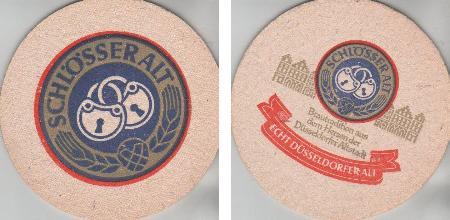 SCHLÖSSER ALT
SCHLÖSSER ALT
Brautradition aus
dem Herzen der
Düsseldorfer Altstadt
ECHT DÜSSELDORFER ALT